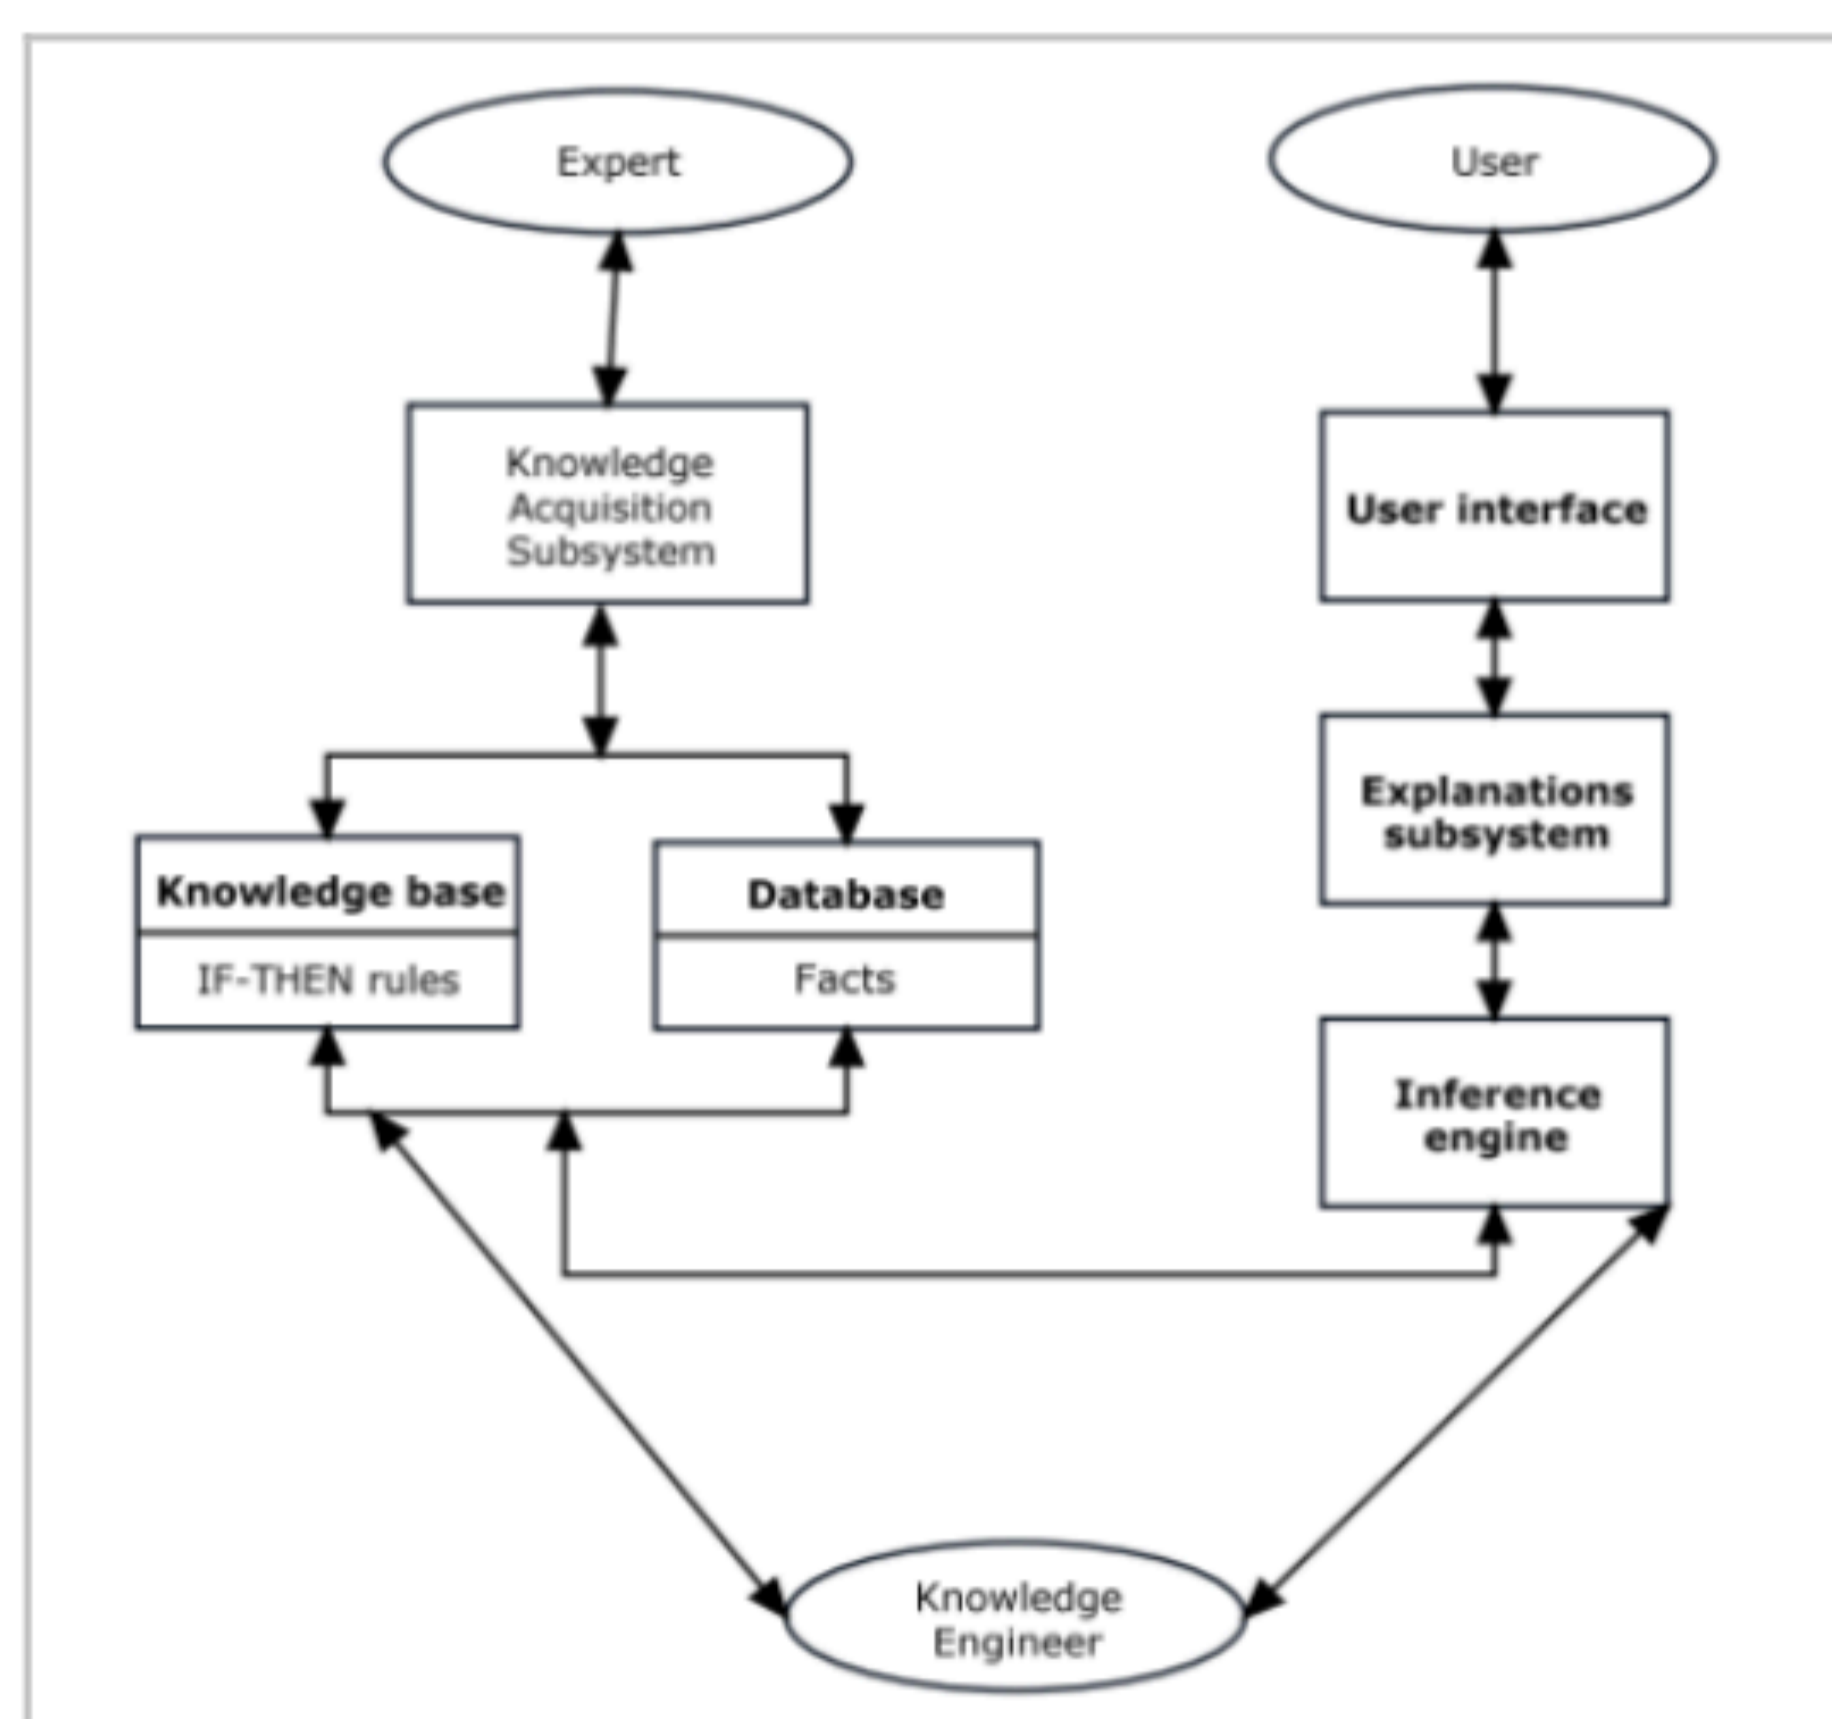 Expert
User
Knowledge
Acquisition
Subsystem
User interface
Explanations
subsystem
Knowledge base
IF-THEN rules
Database
Facts
Inference
engine
Knowledge
Engineer